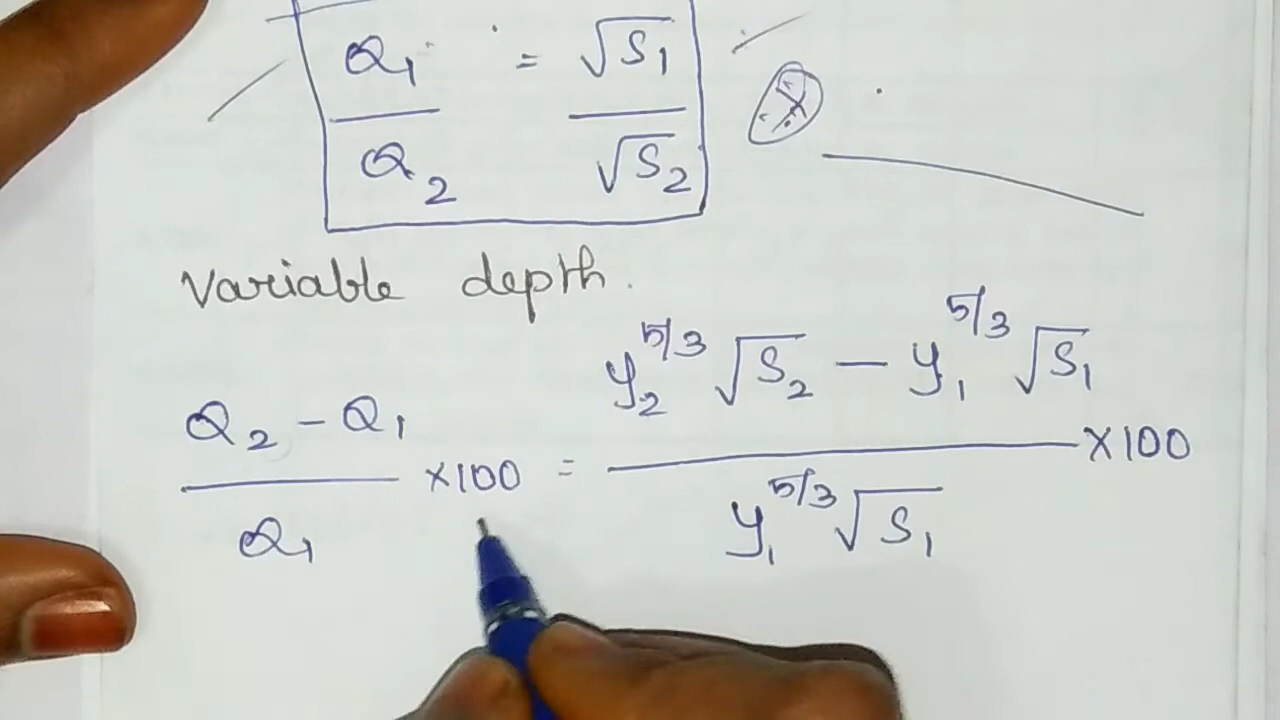 Q₁/Q₂ = √S₁/√S₂
Variable depth.
(Q₂ - Q₁)/Q₁ ×100 = (y₂^5/3 √S₂ - y₁^5/3 √S₁)/(y₁^5/3 √S₁) ×100